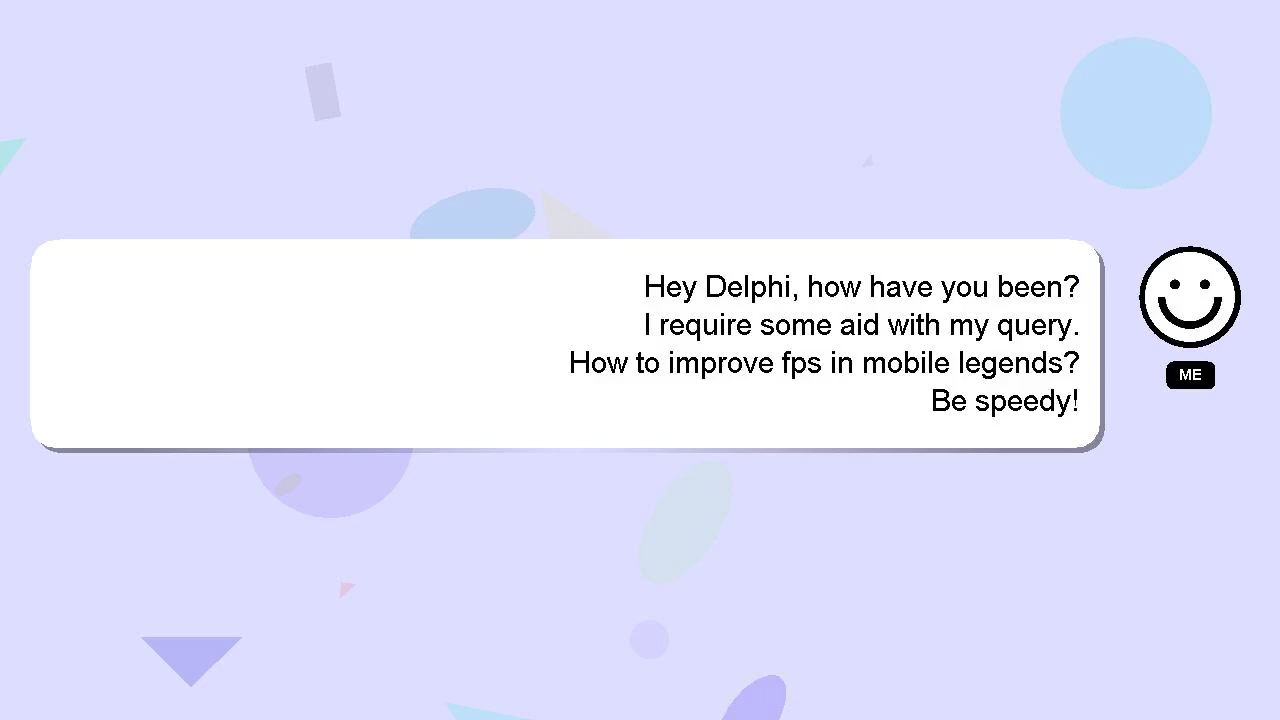 Hey Delphi, how have you been?
I require some aid with my query.
How to improve fps in mobile legends?
Be speedy!
ME